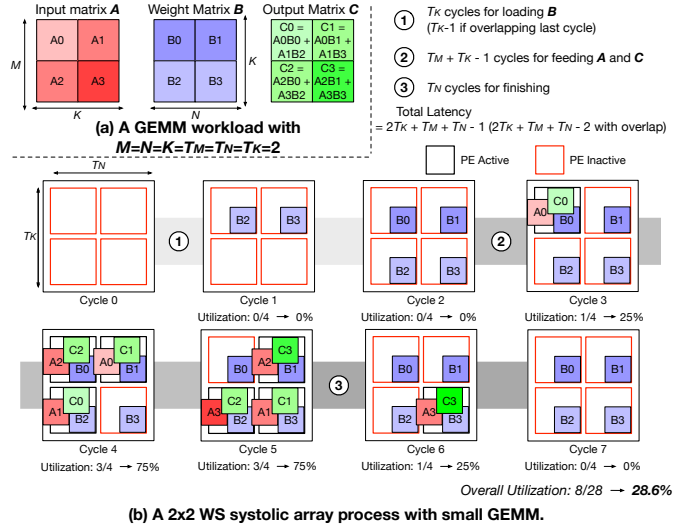 Input matrix A
Weight Matrix B
Output Matrix C
M
A0
A1
A2
A3
K
B0
B1
B2
B3
N
K
C0 =
A0B0 +
A1B2
C1 =
A0B1 +
A1B3
C2 =
A2B0 +
A3B2
C3 =
A2B1 +
A3B3
(a) A GEMM workload with
M=N=K=TM=TN=TK=2
1
TK cycles for loading B
(TK-1 if overlapping last cycle)
2
TM + TK - 1 cycles for feeding A and C
3
TN cycles for finishing
Total Latency
= 2TK + TM + TN - 1 (2TK + TM + TN - 2 with overlap)
PE Active
PE Inactive
TN
TK
Cycle 0
1
B2
B3
Cycle 1
Utilization: 0/4 → 0%
B0
B1
B2
B3
Cycle 2
Utilization: 0/4 → 0%
2
A0
C0
B0
B1
B2
B3
Cycle 3
Utilization: 1/4 → 25%
A2
C2
B0
A0
C1
B1
A1
C0
B2
B3
Cycle 4
Utilization: 3/4 → 75%
B0
A2
C3
B1
A3
C2
B2
A1
C1
B3
Cycle 5
Utilization: 3/4 → 75%
3
B0
B1
B2
A3
C3
B3
Cycle 6
Utilization: 1/4 → 25%
B0
B1
B2
B3
Cycle 7
Utilization: 0/4 → 0%
Overall Utilization: 8/28 → 28.6%
(b) A 2x2 WS systolic array process with small GEMM.